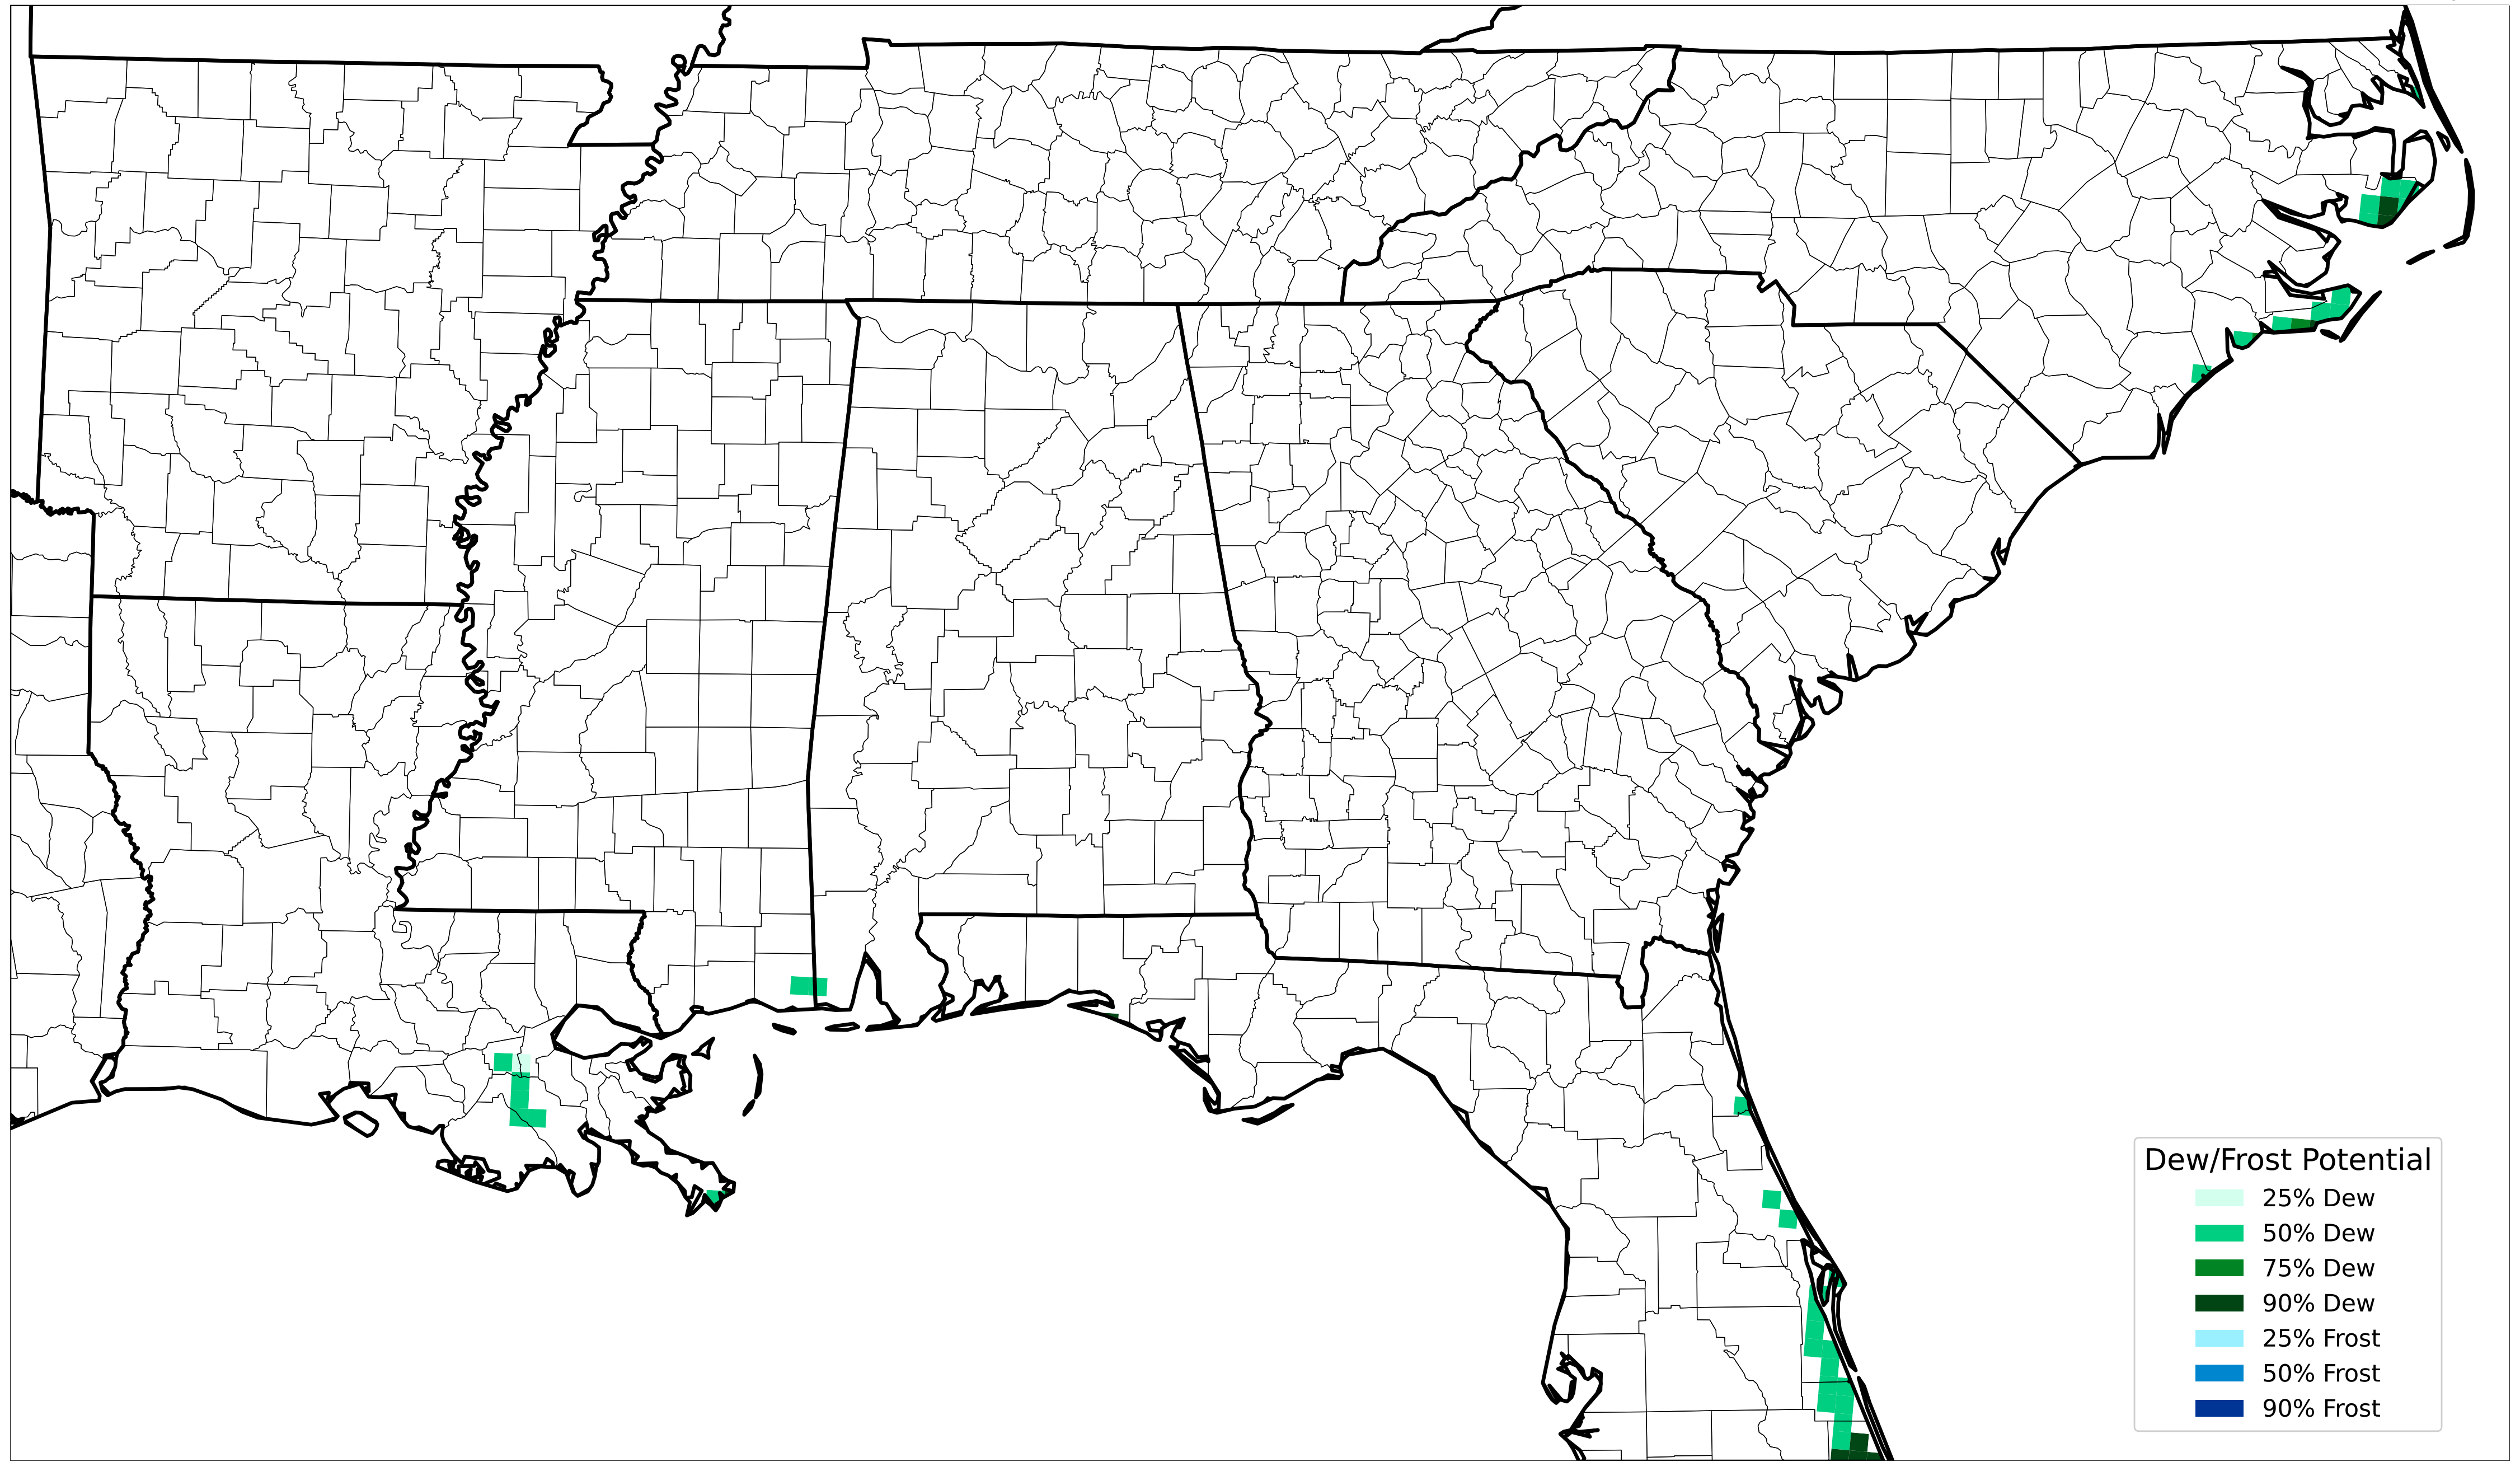 Dew/Frost Potential
25% Dew
50% Dew
75% Dew
90% Dew
25% Frost
50% Frost
90% Frost